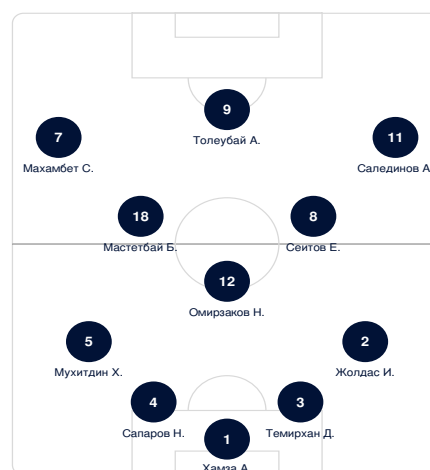 9
Толеубай А.
7
11
Махамбет С.
Салединов А
18
8
Мастетбай Б.
Сеитов Е.
12
Омирзаков Н.
5
2
Мухитдин Х.
Жолдас И.
4
3
Сапаров Н.
Темирхан Д.
1
Хамза А